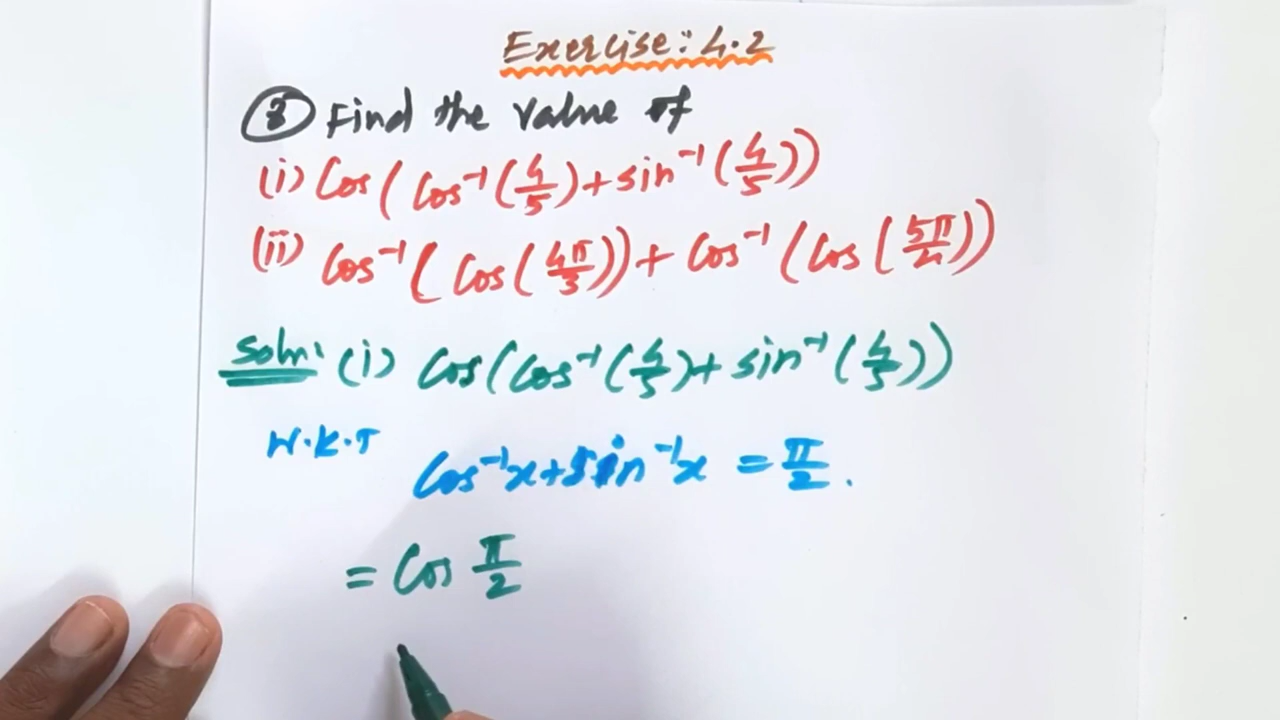 Exercise: 4.2
⑧ Find the value of
(i) Cos(Cos⁻¹(4/5)+sin⁻¹(4/5))
(ii) Cos⁻¹(Cos(4π/3))+Cos⁻¹(Cos(5π/4))
Soln: (i) Cos(Cos⁻¹(4/5)+sin⁻¹(4/5))
W.K.T
Cos⁻¹x+Sin⁻¹x = π/2.
= Cos π/2